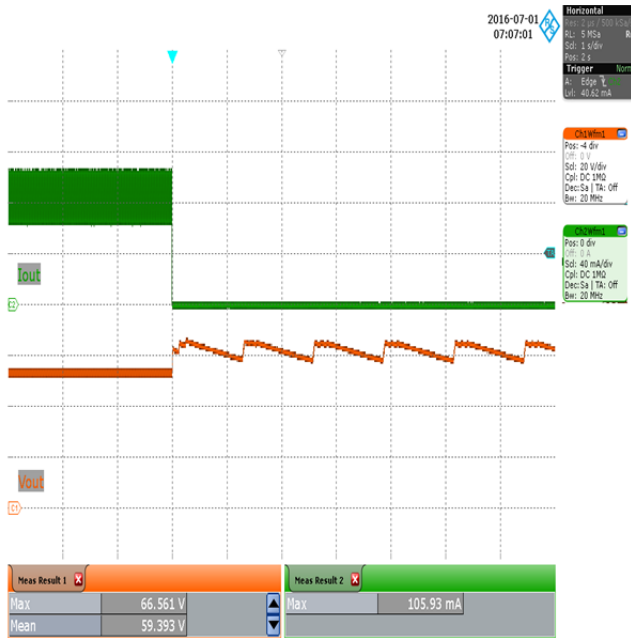 2016-07-01
07:07:01
Horizontal
Res: 2 µs / 500 kSa/
RL: 5 MSa
Scl: 1 s/div
Pos: 2 s
Trigger Norm
A: Edge
Lvl: 40.62 mA
Ch1Wfm1
Pos: -4 div
Off: 0 V
Scl: 20 V/div
Cpl: DC 1MΩ
Dec:Sa | TA: Off
Bw: 20 MHz
Ch2Wfm1
Pos: 0 div
Off: 0 A
Scl: 40 mA/div
Cpl: DC 1MΩ
Dec:Sa | TA: Off
Bw: 20 MHz
TA
Iout
C2
Vout
C1
Meas Result 1
Max 66.561 V
Mean 59.393 V
Meas Result 2
Max 105.93 mA